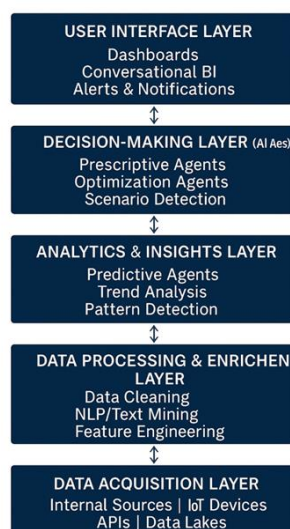 USER INTERFACE LAYER
Dashboards
Conversational BI
Alerts & Notifications
DECISION-MAKING LAYER (AI Aes)
Prescriptive Agents
Optimization Agents
Scenario Detection
ANALYTICS & INSIGHTS LAYER
Predictive Agents
Trend Analysis
Pattern Detection
DATA PROCESSING & ENRICHEN
LAYER
Data Cleaning
NLP/Text Mining
Feature Engineering
DATA ACQUISITION LAYER
Internal Sources | IoT Devices
APIs | Data Lakes